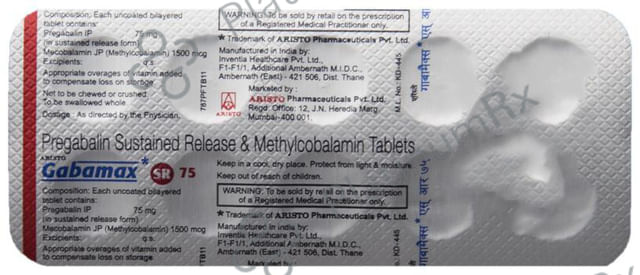 Composition: Each uncoated bilayered
tablet contains:
Pregabalin IP 75 mg
(in sustained release form)
Mecobalamin JP (Methylcobalamin) 1500 mcg
Excipients: q.s.
Appropriate overages of vitamin added
to compensate loss on storage
Not to be chewed or crushed.
To be swallowed whole.
Dosage: As directed by the Physician.
787PFTB11
ARISTO
WARNING: To be sold by retail on the prescription
of a Registered Medical Practitioner only.
* Trademark of ARISTO Pharmaceuticals Pvt. Ltd.
Manufactured in India by:
Inventia Healthcare Pvt. Ltd.,
F1-F1/1, Additional Ambernath M.I.D.C.,
Ambernath (East) - 421 506, Dist. Thane
Markeled by:
ARISTO Pharmaceuticals Pvt. Ltd.
Regd. Office: 12, J.N. Heredia Marg,
Mumbai-400 001.
M.L. No. KD-445
गाबामैक्स* एस् आर
Pregabalin Sustained Release & Methylcobalamin Tablets
ARISTO
Gabamax* SR 75
Keep in a cool, dry place. Protect from light & moisture.
Keep out of reach of children.
Composition: Each uncoated bilayered
tablet contains:
Pregabalin IP 75 mg
(in sustained release form)
Mecobalamin JP (Methylcobalamin) 1500 mcg
Excipients: q.s.
Appropriate overages of vitamin added
to compensate loss on storage
TB11
WARNING: To be sold by retail on the prescription
of a Registered Medical Practitioner only.
* Trademark of ARISTO Pharmaceuticals Pvt. Ltd.
Manufactured in India by:
Inventia Healthcare Pvt. Ltd.,
F1-F1/1, Additional Ambernath M.I.D.C.,
Ambernath (East) - 421 506, Dist. Thane
Marketed by:
KD-445
गाबामैक्स* एस् आर ७५